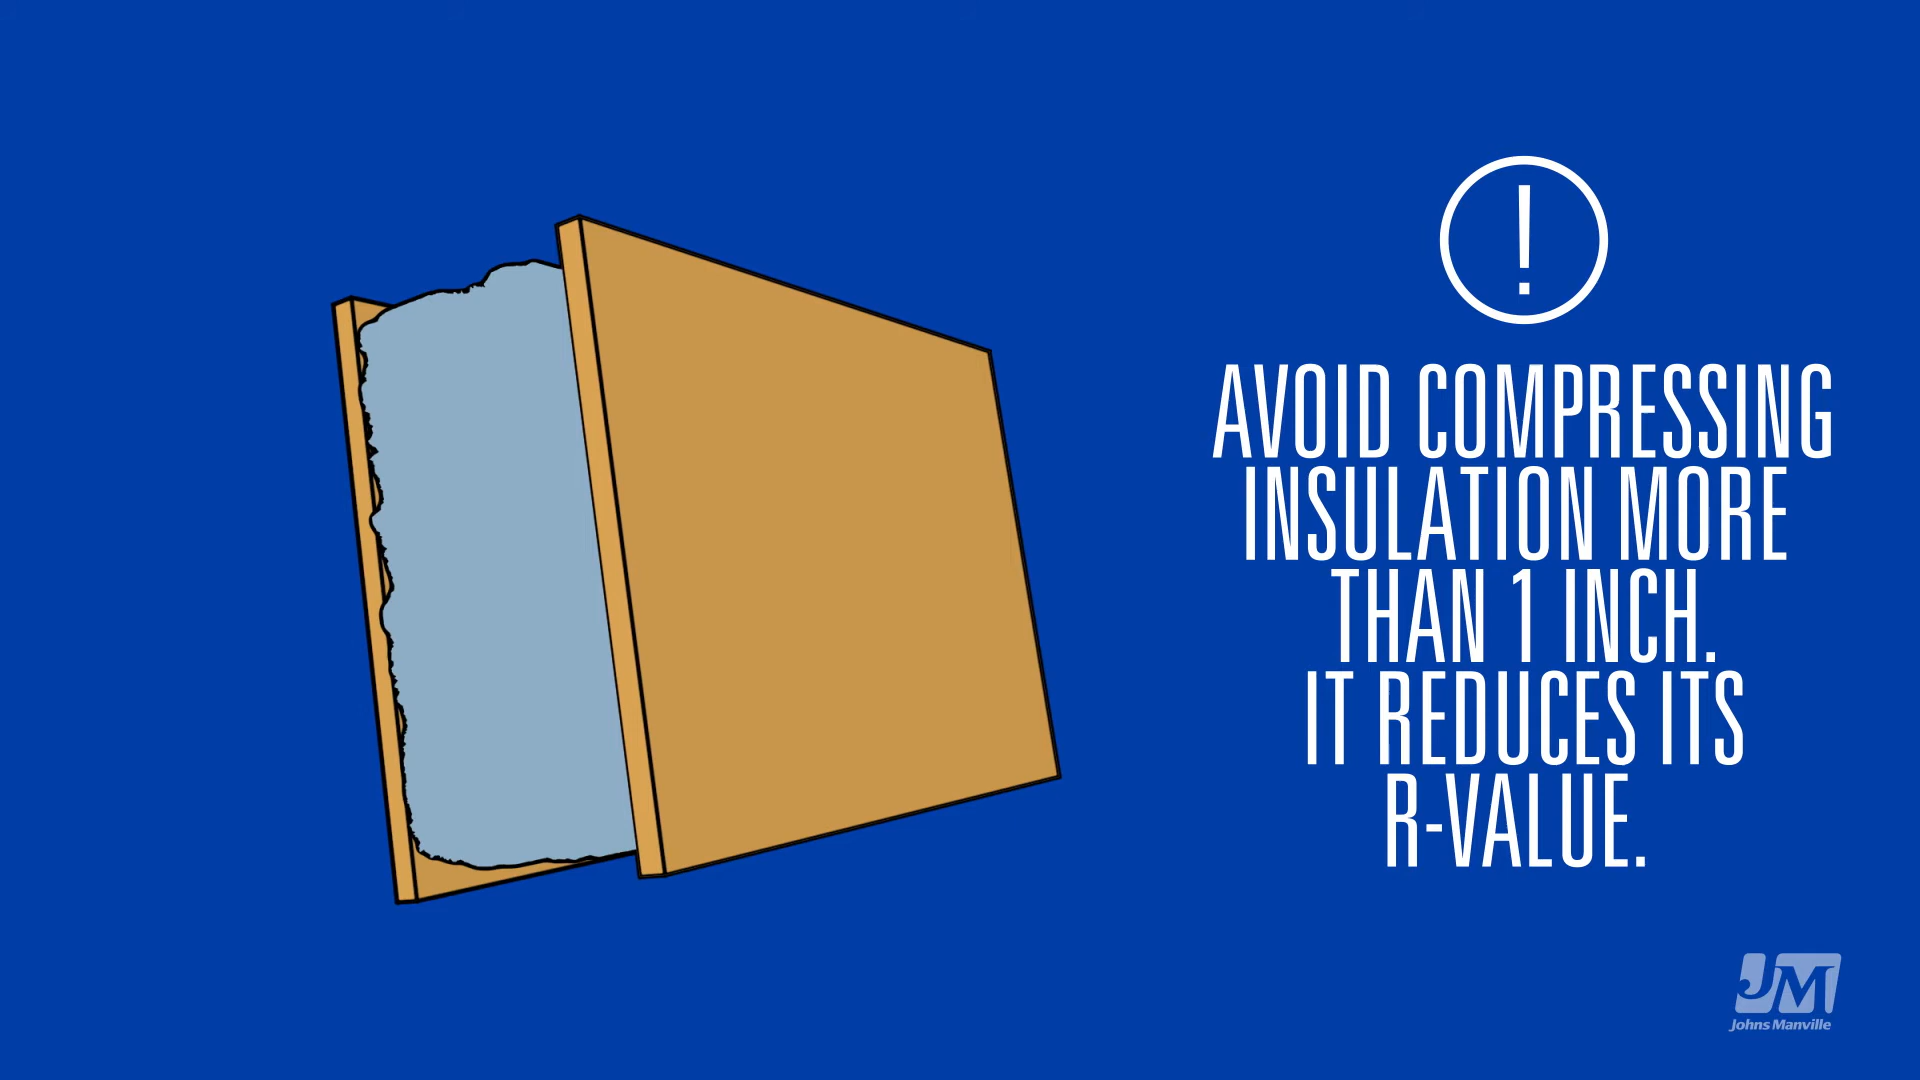 !
AVOID COMPRESSING
INSULATION MORE
THAN 1 INCH.
IT REDUCES ITS
R-VALUE.
JM
Johns Manville